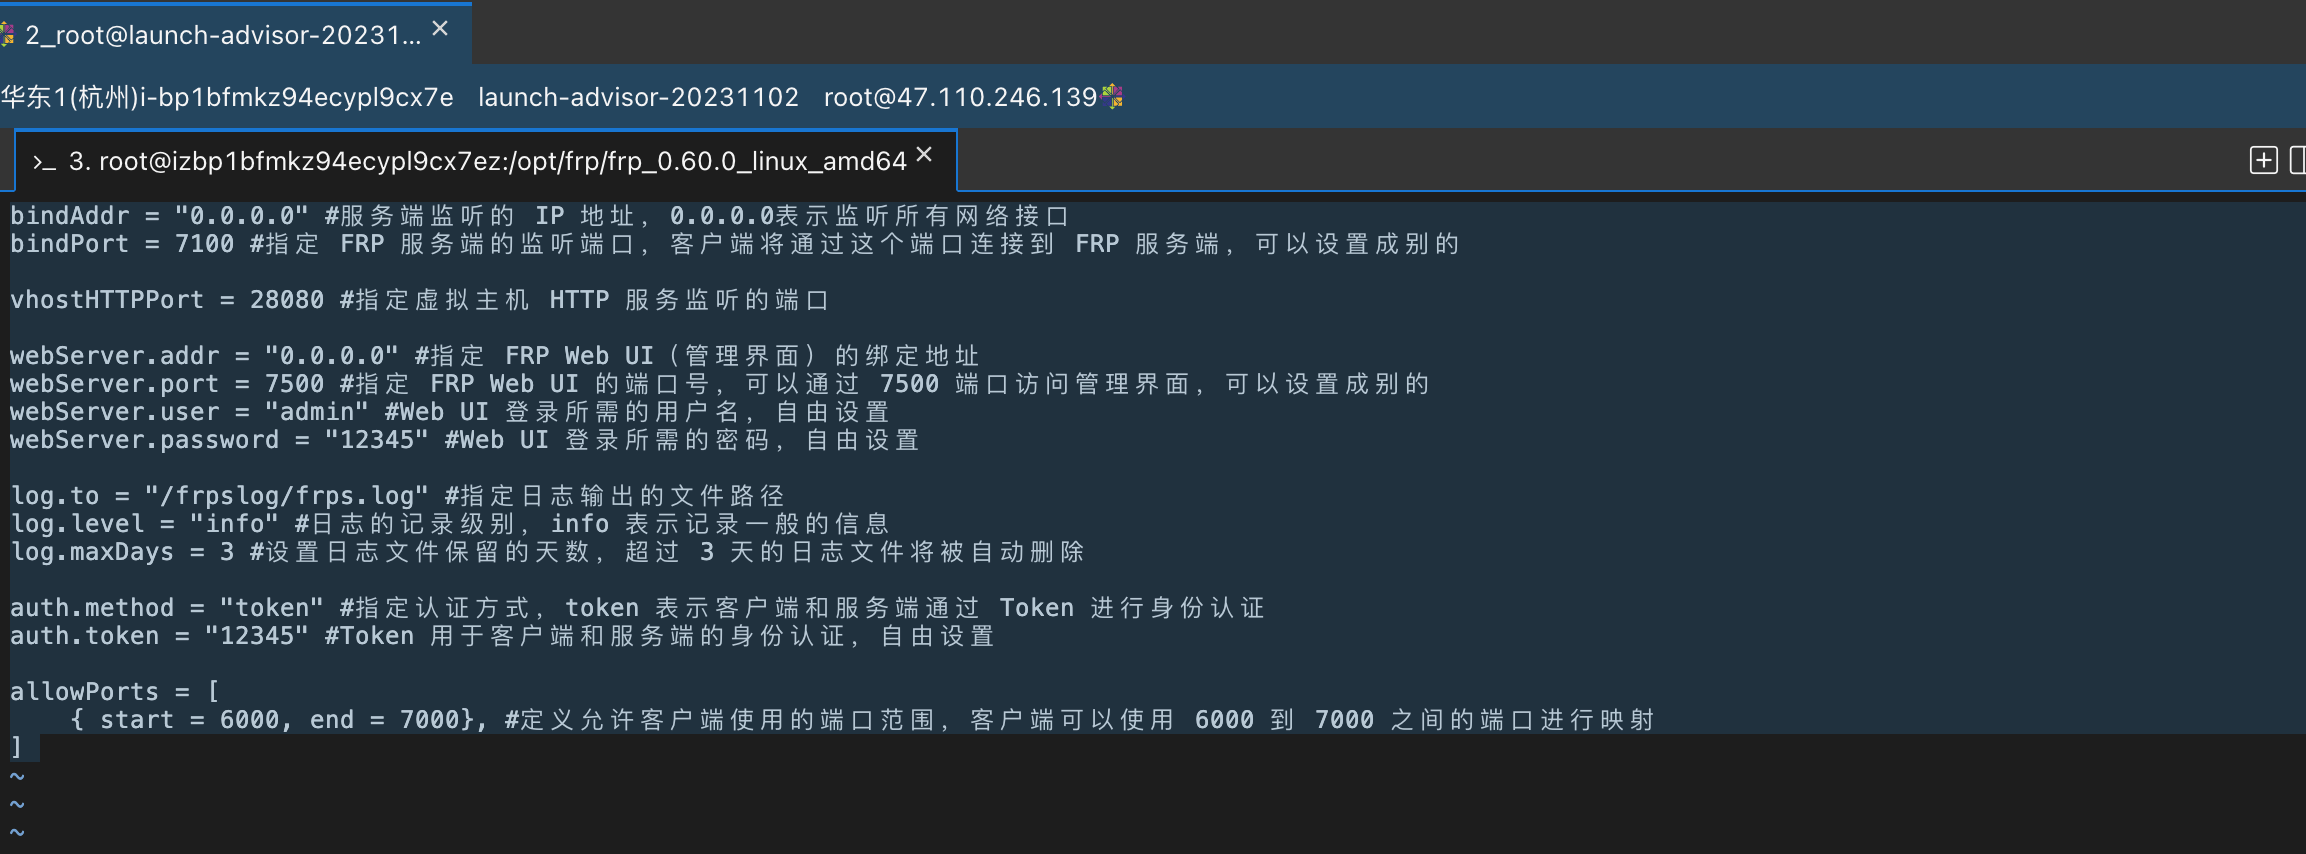 2_root@launch-advisor-20231...
华东1(杭州)i-bp1bfmkz94ecypl9cx7e launch-advisor-20231102 root@47.110.246.139
>_ 3. root@izbp1bfmkz94ecypl9cx7ez:/opt/frp/frp_0.60.0_linux_amd64
bindAddr = "0.0.0.0" #服务端监听的 IP 地址, 0.0.0.0表示监听所有网络接口
bindPort = 7100 #指定 FRP 服务端的监听端口, 客户端将通过这个端口连接到 FRP 服务端, 可以设置成别的
vhostHTTPPort = 28080 #指定虚拟主机 HTTP 服务监听的端口
webServer.addr = "0.0.0.0" #指定 FRP Web UI（管理界面）的绑定地址
webServer.port = 7500 #指定 FRP Web UI 的端口号, 可以通过 7500 端口访问管理界面, 可以设置成别的
webServer.user = "admin" #Web UI 登录所需的用户名, 自由设置
webServer.password = "12345" #Web UI 登录所需的密码, 自由设置
log.to = "/frpslog/frps.log" #指定日志输出的文件路径
log.level = "info" #日志的记录级别, info 表示记录一般的信息
log.maxDays = 3 #设置日志文件保留的天数, 超过 3 天的日志文件将被自动删除
auth.method = "token" #指定认证方式, token 表示客户端和服务端通过 Token 进行身份认证
auth.token = "12345" #Token 用于客户端和服务端的身份认证, 自由设置
allowPorts = [
    { start = 6000, end = 7000}, #定义允许客户端使用的端口范围, 客户端可以使用 6000 到 7000 之间的端口进行映射
]
~
~
~